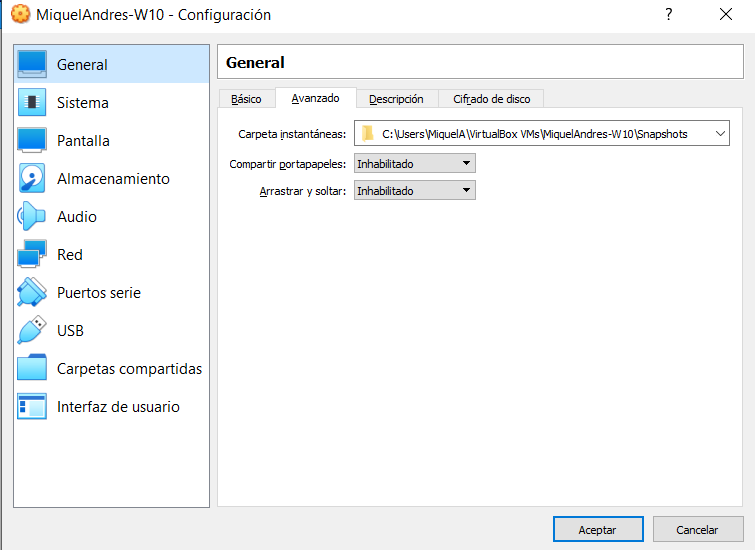 MiquelAndres-W10 - Configuración
?
General
Sistema
Pantalla
Almacenamiento
Audio
Red
Puertos serie
USB
Carpetas compartidas
Interfaz de usuario
General
Básico Avanzado Descripción Cifrado de disco
Carpeta instantáneas: C:\Users\MiquelA\VirtualBox VMs\MiquelAndres-W10\Snapshots
Compartir portapapeles: Inhabilitado
Arrastrar y soltar: Inhabilitado
Aceptar Cancelar